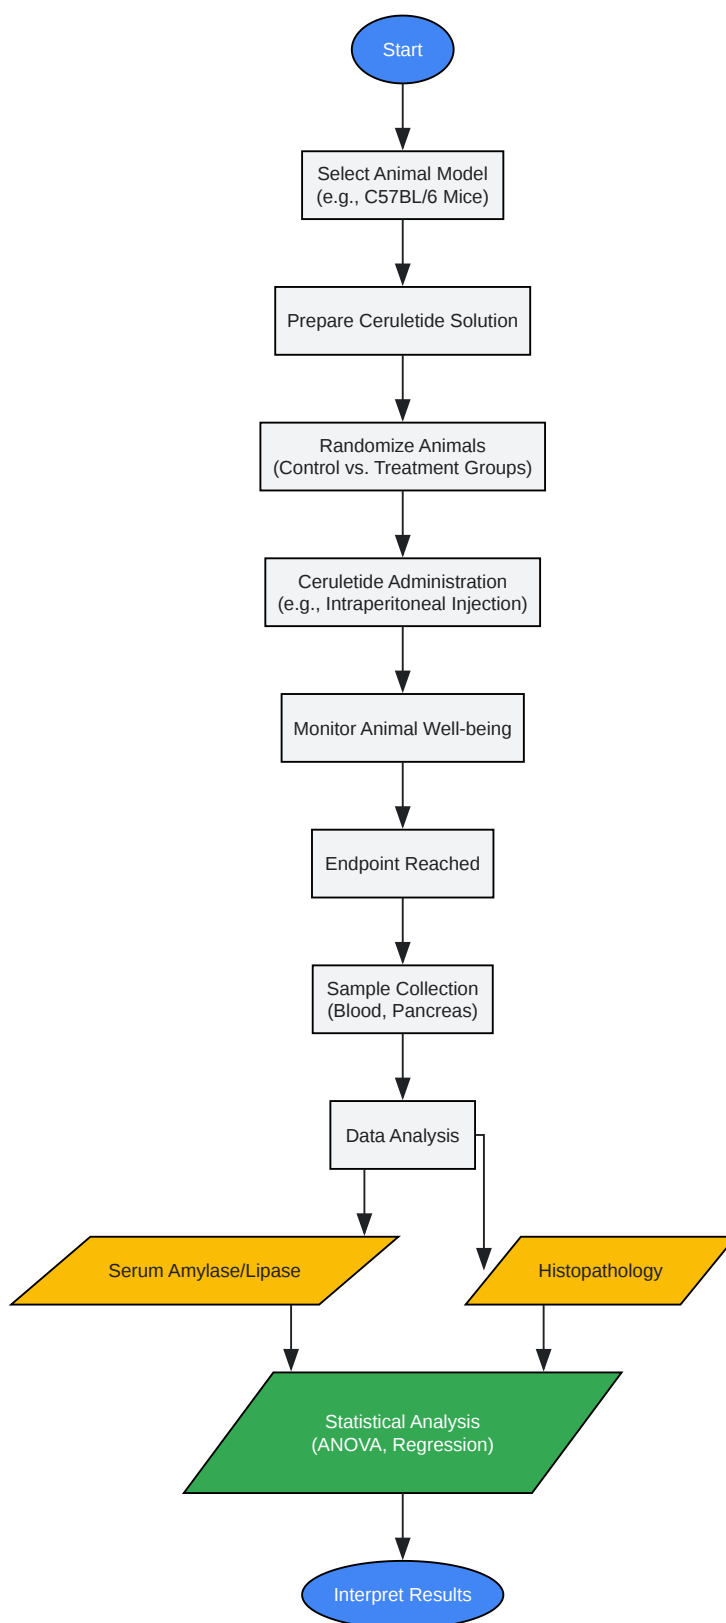 Start
Select Animal Model
(e.g., C57BL/6 Mice)
Prepare Ceruletide Solution
Randomize Animals
(Control vs. Treatment Groups)
Ceruletide Administration
(e.g., Intraperitoneal Injection)
Monitor Animal Well-being
Endpoint Reached
Sample Collection
(Blood, Pancreas)
Data Analysis
Serum Amylase/Lipase
Histopathology
Statistical Analysis
(ANOVA, Regression)
Interpret Results